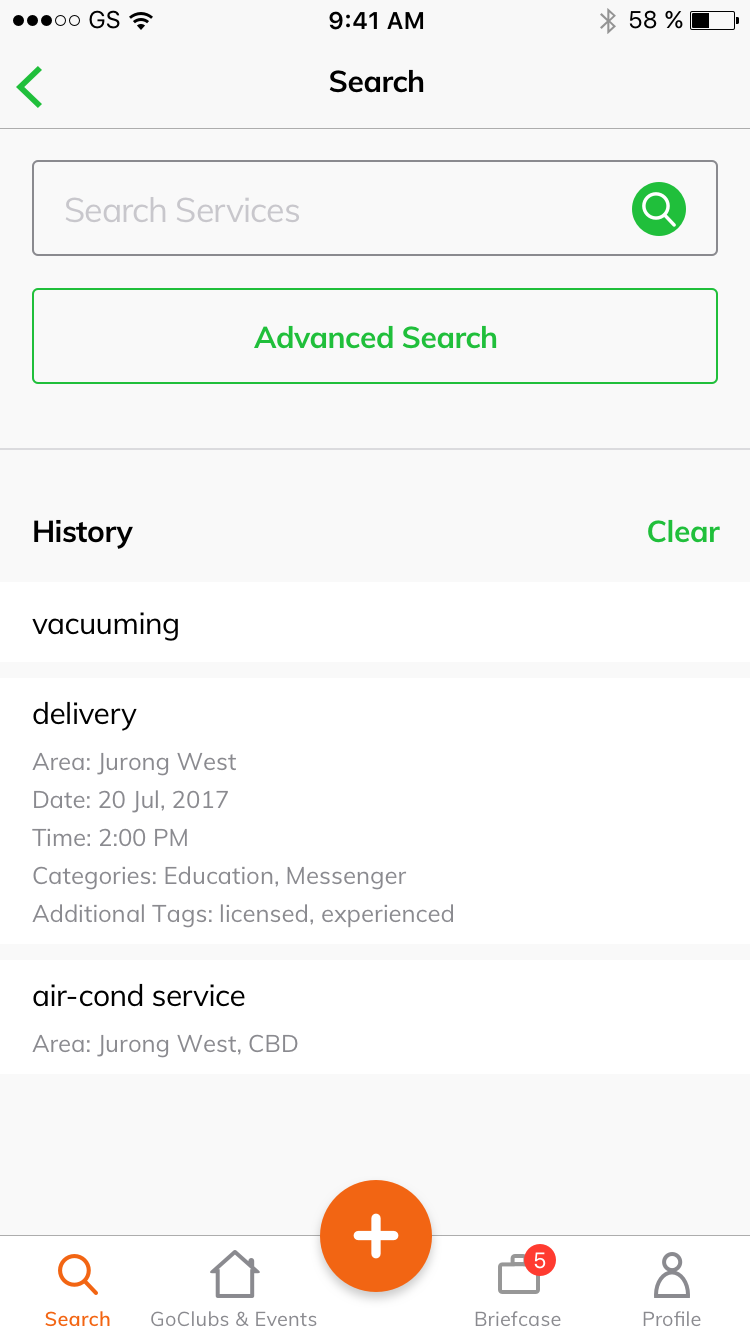 GS 9:41 AM 58 %
Search
Search Services
Advanced Search
History Clear
vacuuming
delivery
Area: Jurong West
Date: 20 Jul, 2017
Time: 2:00 PM
Categories: Education, Messenger
Additional Tags: licensed, experienced
air-cond service
Area: Jurong West, CBD
5
Search GoClubs & Events Briefcase Profile